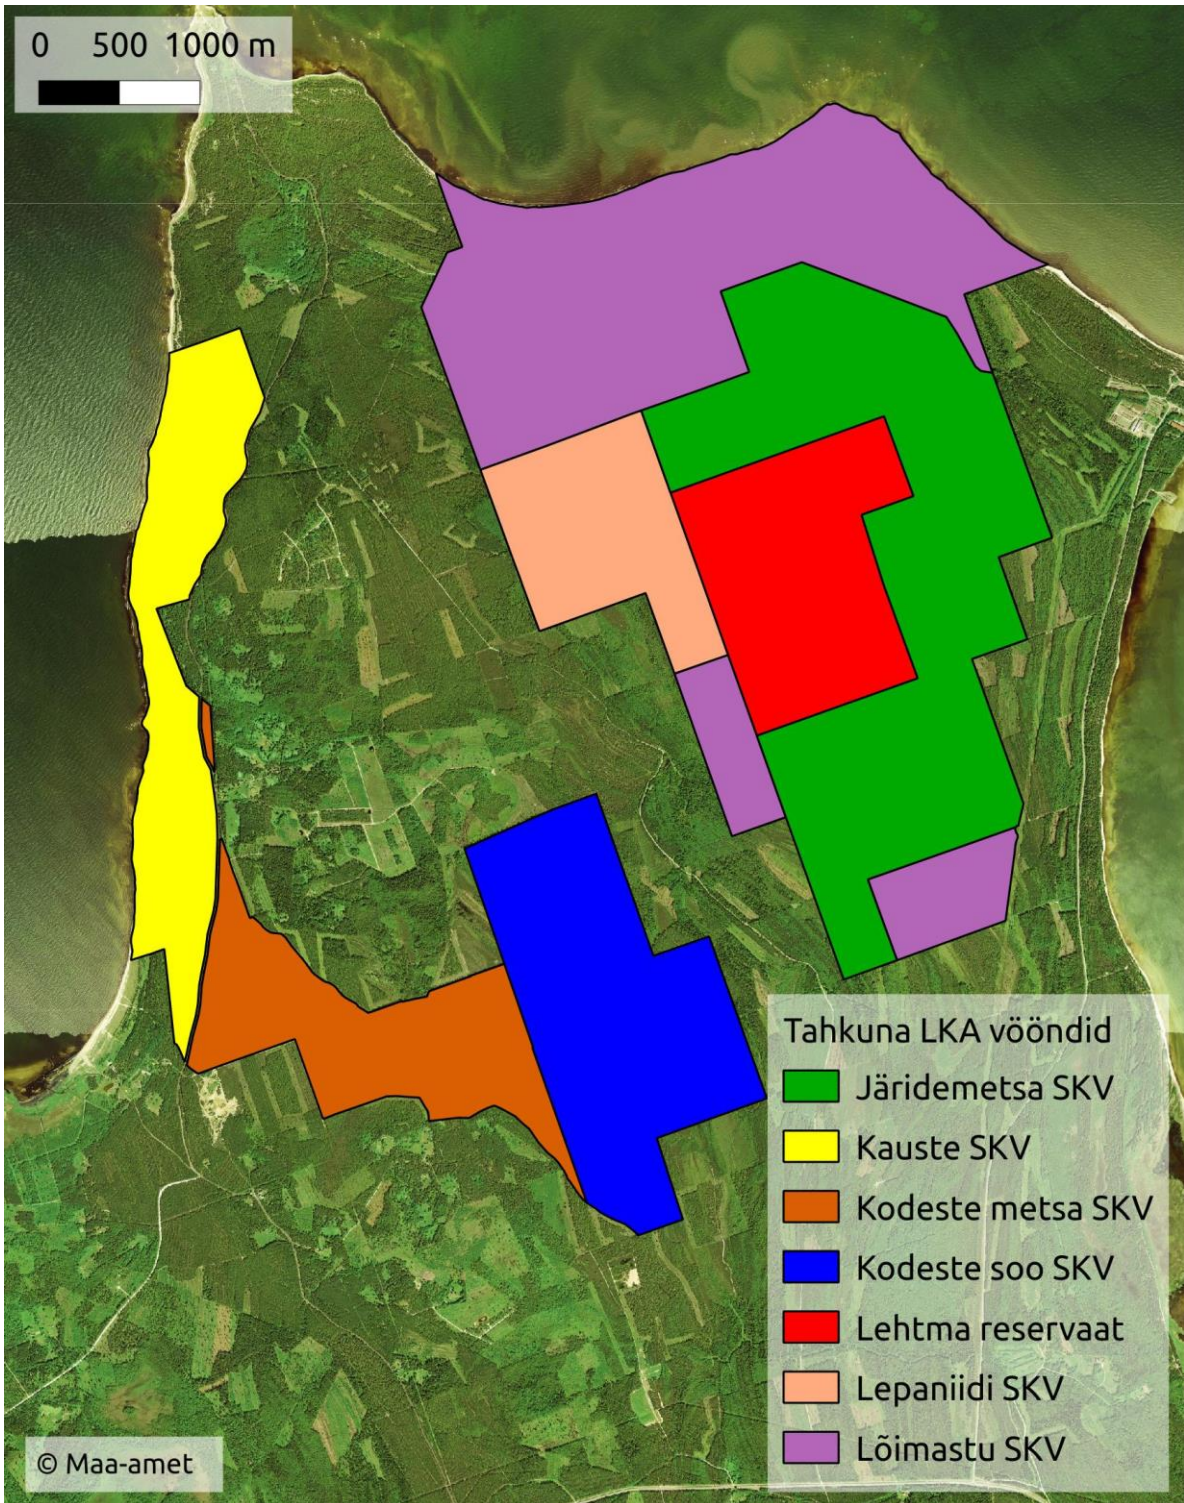 0 500 1000 m
Tahkuna LKA vööndid
Järidemetsa SKV
Kauste SKV
Kodeste metsa SKV
Kodeste soo SKV
Lehtma reservaat
Lepaniidi SKV
Lõimastu SKV
© Maa-amet